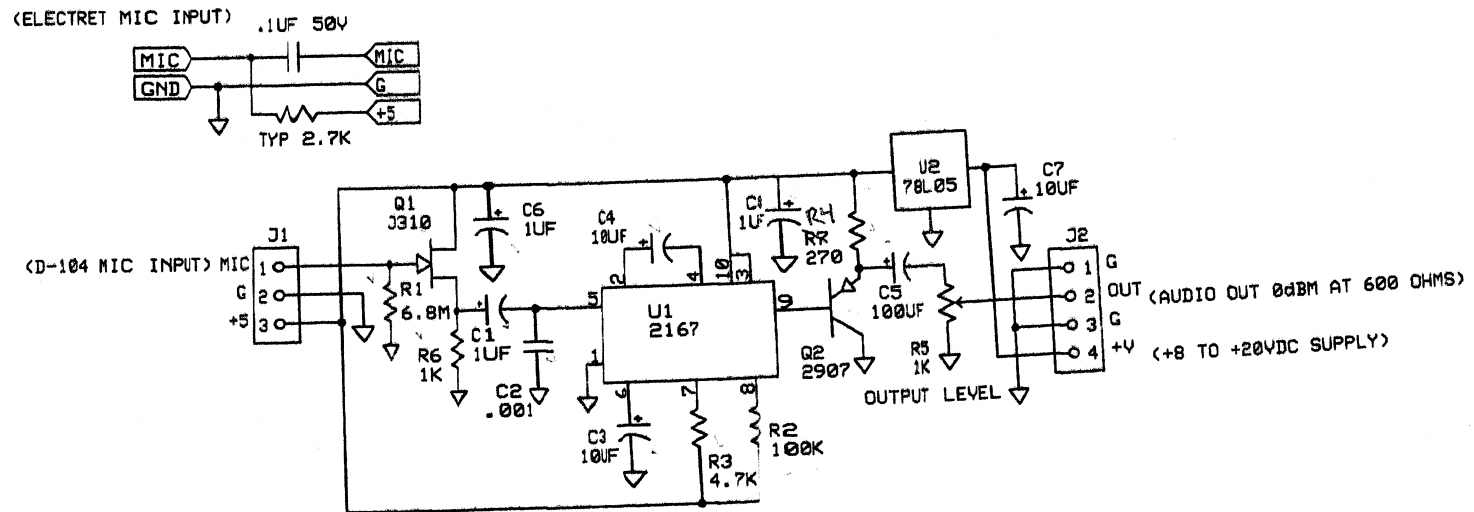 (ELECTRET MIC INPUT)
.1UF 50V
MIC
MIC
GND
G
+5
TYP 2.7K
U2
78L05
C7
10UF
Q1
J310
C6
1UF
C4
10UF
1UF
R4
270
J1
J2
(D-104 MIC INPUT) MIC 1
G 2
+5 3
R1
6.8M
2
4
10
3
5
U1
2167
9
C5
100UF
1 G
2 OUT (AUDIO OUT 0dBM AT 600 OHMS)
3 G
4 +V (+8 TO +20VDC SUPPLY)
C1
1UF
R6
1K
C2
.001
1
6
7
8
Q2
2907
R5
1K
OUTPUT LEVEL
C3
10UF
R3
4.7K
R2
100K